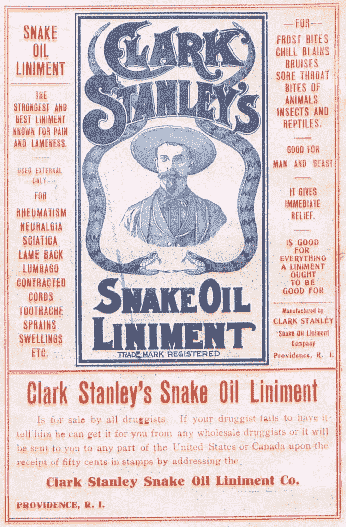 SNAKE
OIL
LINIMENT
THE
STRONGEST AND
BEST LINIMENT
KNOWN FOR PAIN
AND LAMENESS.
USED EXTERNAL
ONLY.
FOR
RHEUMATISM
NEURALGIA
SCIATICA
LAME BACK
LUMBAGO
CONTRACTED
CORDS
TOOTHACHE
SPRAINS
SWELLINGS
ETC.
CLARK
STANLEY'S
SNAKE OIL
LINIMENT
TRADE MARK REGISTERED
FOR
FROST BITES
CHILL BLAINS
BRUISES
SORE THROAT
BITES OF
ANIMALS
INSECTS AND
REPTILES.
GOOD FOR
MAN AND BEAST
IT GIVES
IMMEDIATE
RELIEF.
IS GOOD
FOR
EVERYTHING
A LINIMENT
OUGHT
TO BE
GOOD FOR
Manufactured by
CLARK STANLEY
Snake Oil Liniment
Company
Providence, R. I.
Clark Stanley's Snake Oil Liniment
Is for sale by all druggists. If your druggist fails to have it
tell him he can get it for you from any wholesale druggists or it will
be sent to you to any part of the United States or Canada upon the
receipt of fifty cents in stamps by addressing the
Clark Stanley Snake Oil Liniment Co.
PROVIDENCE, R. I.